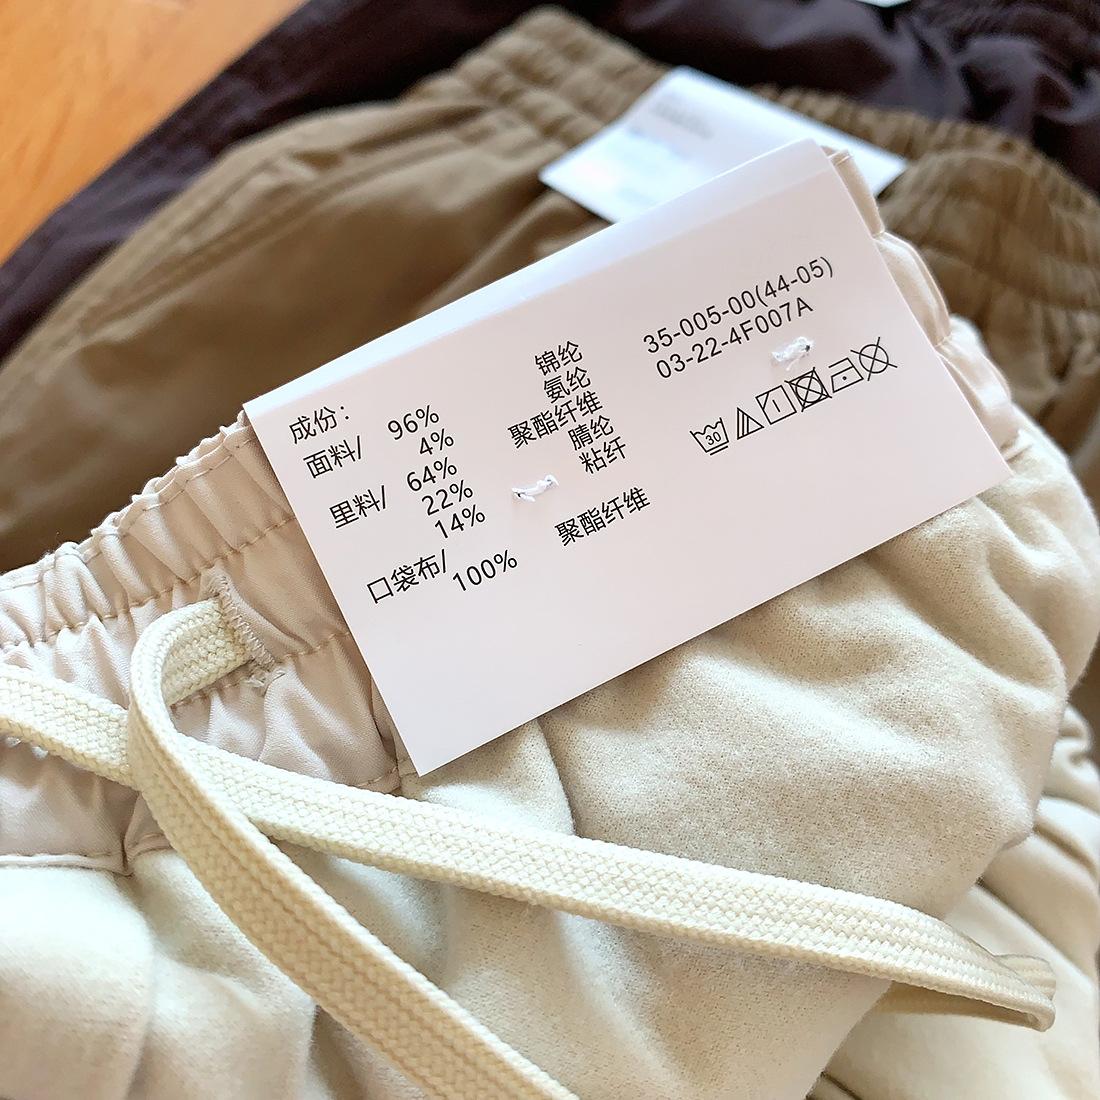 成份：
面料/ 96% 锦纶
4% 氨纶
里料/ 64% 聚酯纤维
22% 腈纶
14% 粘纤
口袋布/ 100% 聚酯纤维
35-005-00(44-05)
03-22-4F007A
30